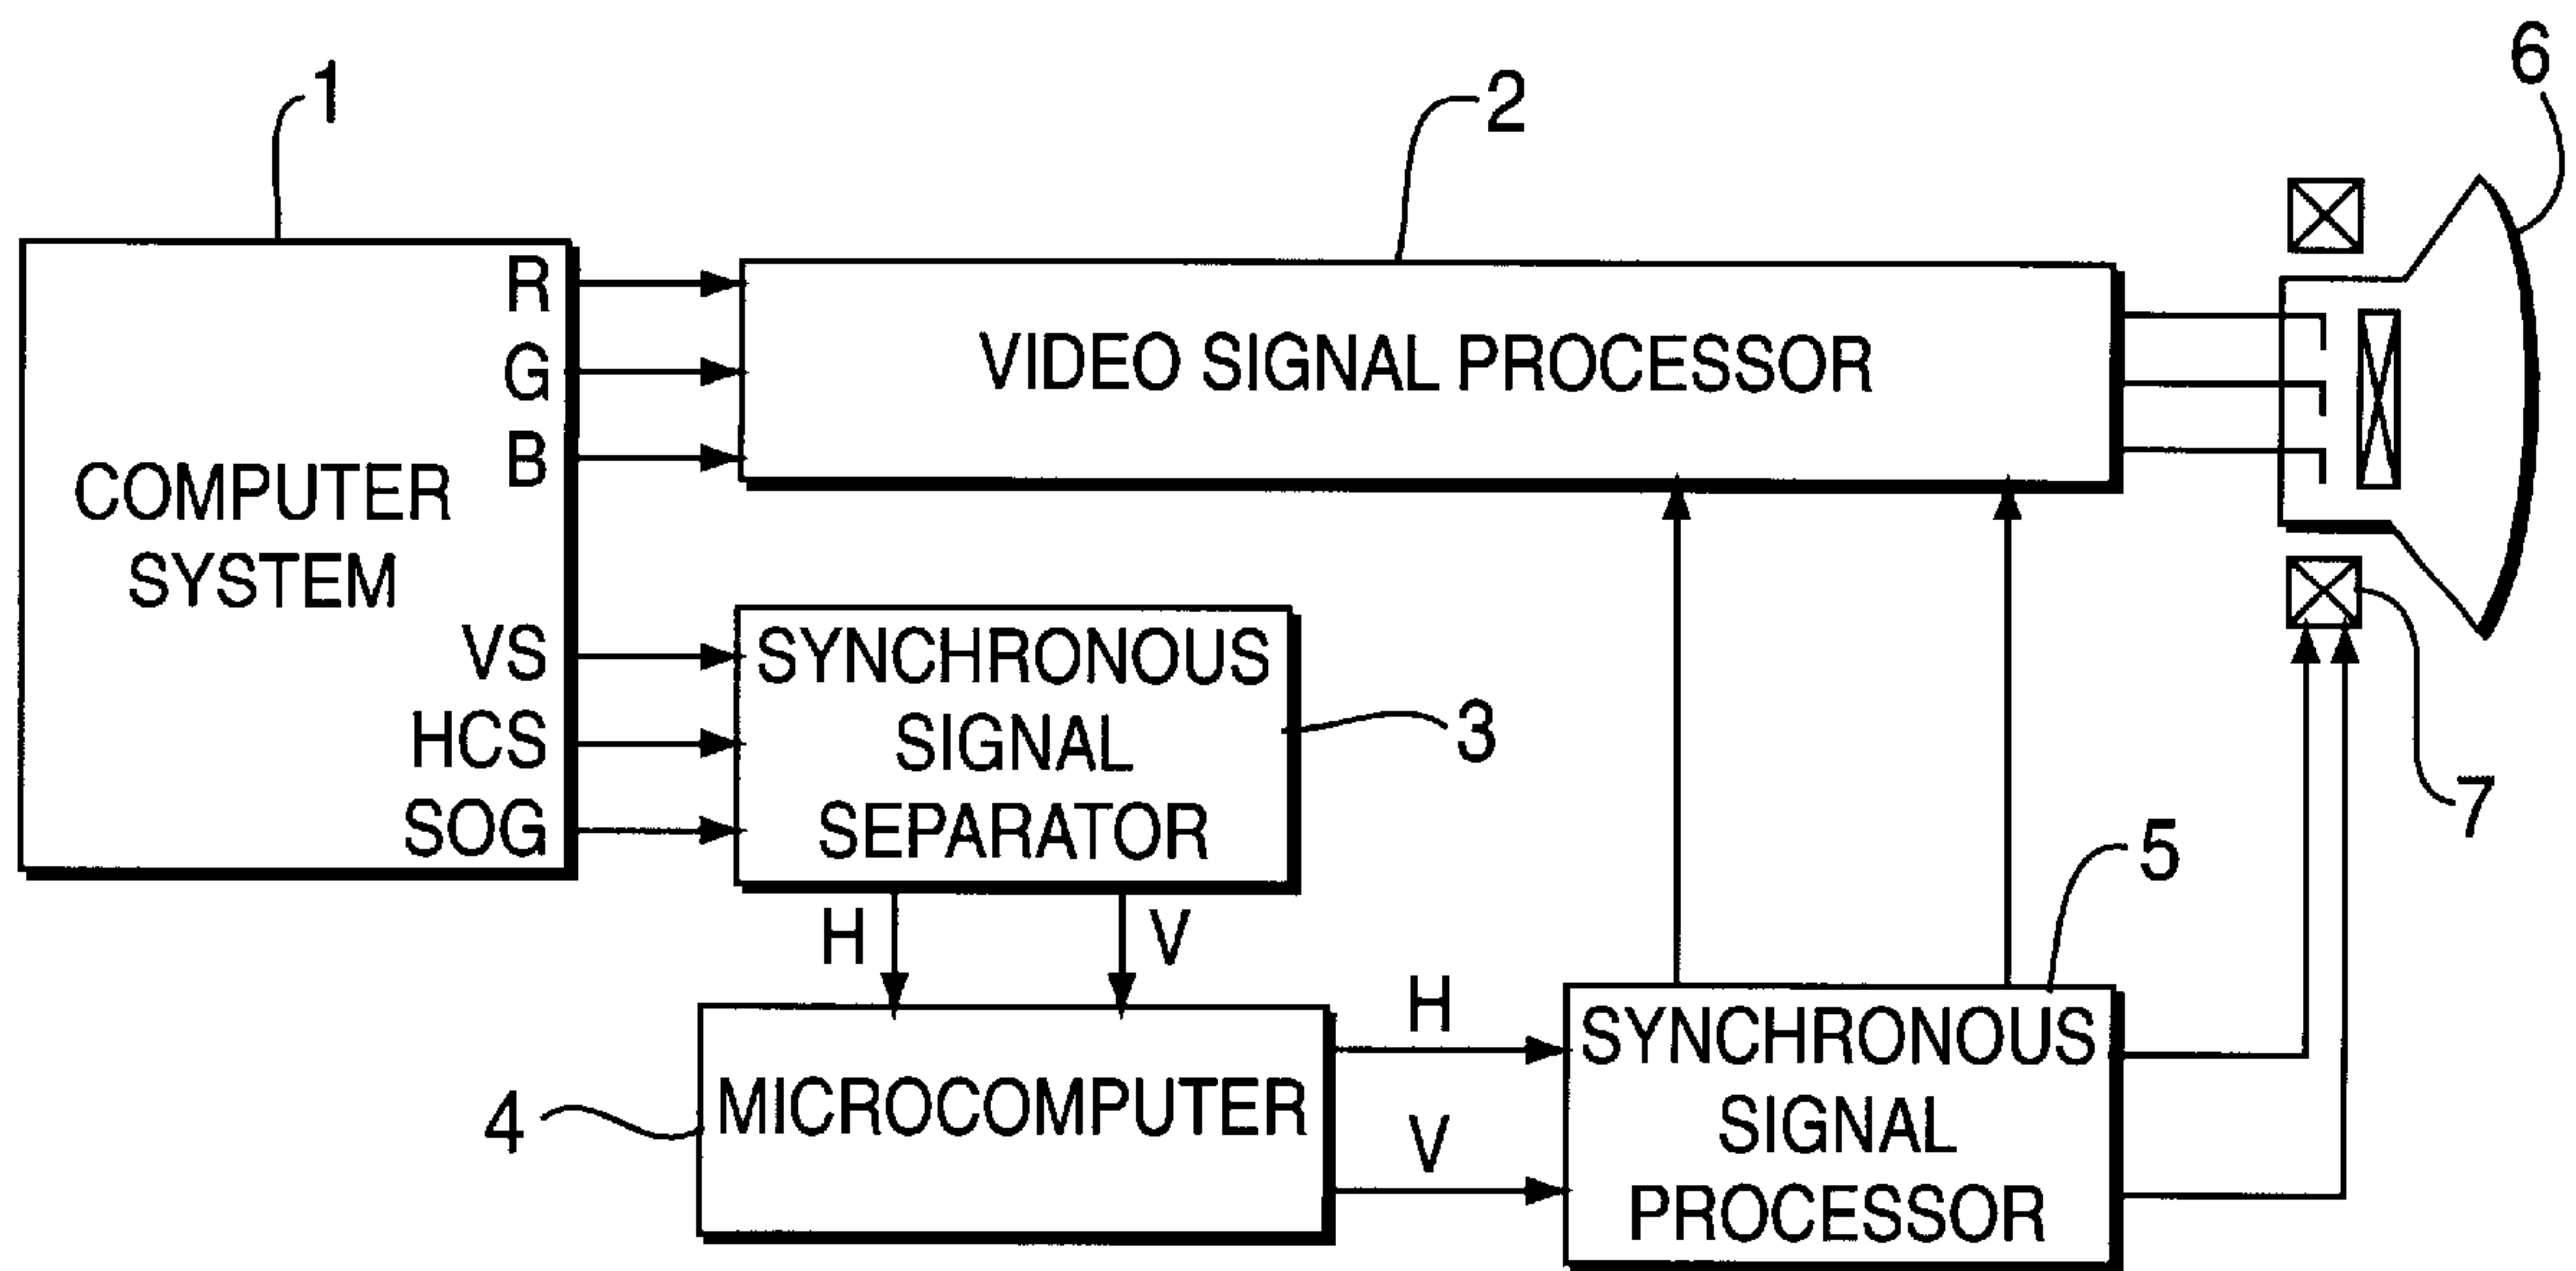 1
2
6
R
G
B
COMPUTER
SYSTEM
VS
HCS
SOG
VIDEO SIGNAL PROCESSOR
SYNCHRONOUS
SIGNAL
SEPARATOR
3
7
H
V
4
MICROCOMPUTER
H
V
5
SYNCHRONOUS
SIGNAL
PROCESSOR